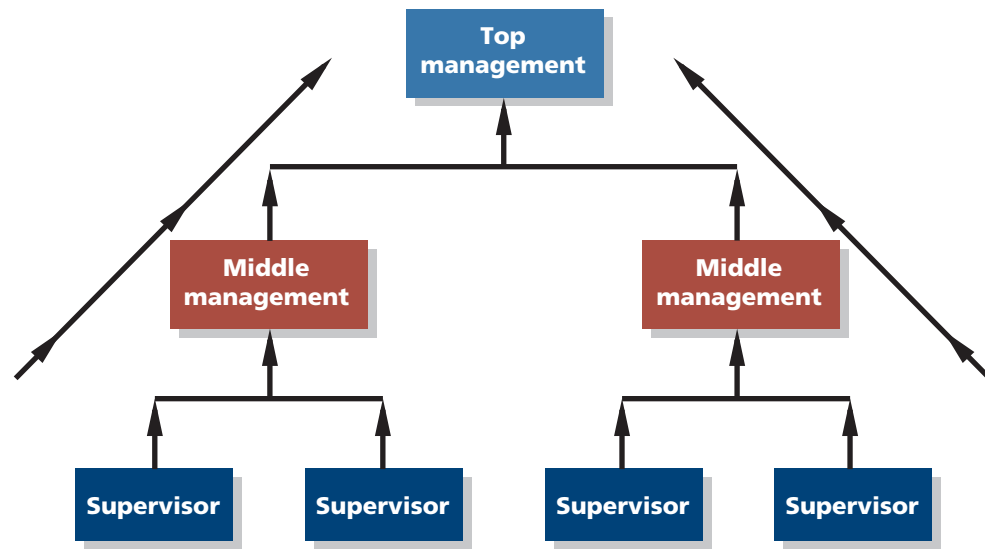 Top
management
Middle
management
Middle
management
Supervisor
Supervisor
Supervisor
Supervisor